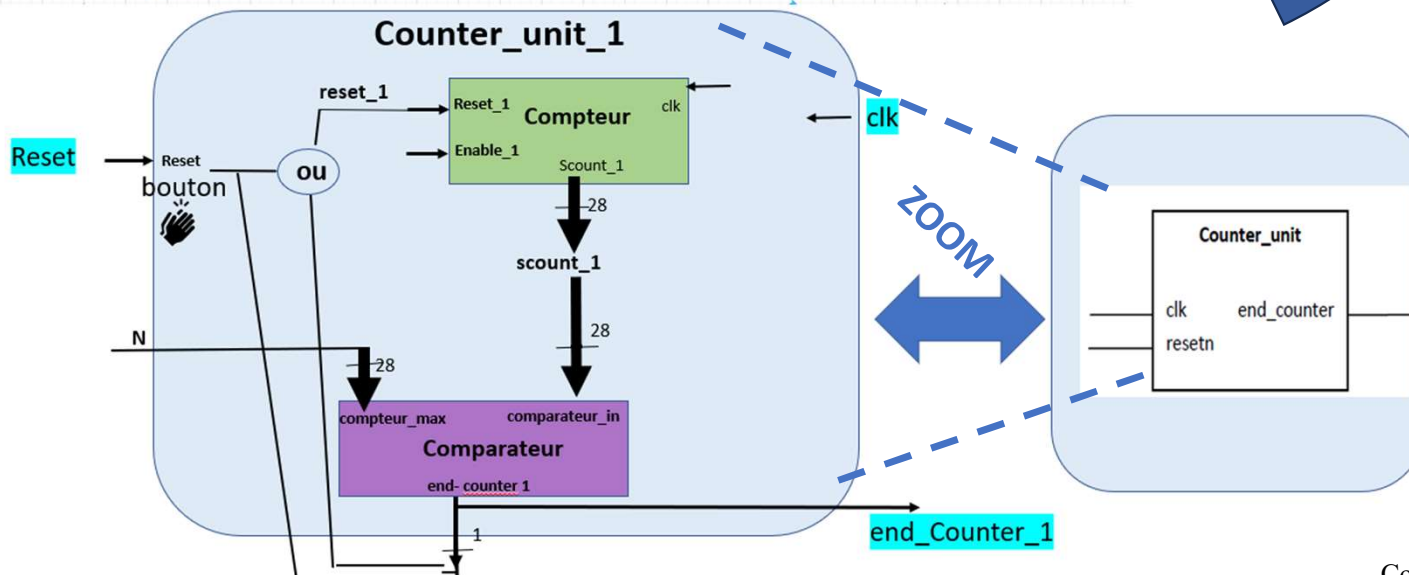 Counter_unit_1
reset_1
Reset_1
clk
Compteur
Enable_1
Scount_1
clk
Reset
Reset
bouton
ou
28
scount_1
28
N
28
compteur_max
comparateur_in
Comparateur
end- counter 1
1
end_Counter_1
ZOOM
Counter_unit
clk
end_counter
resetn